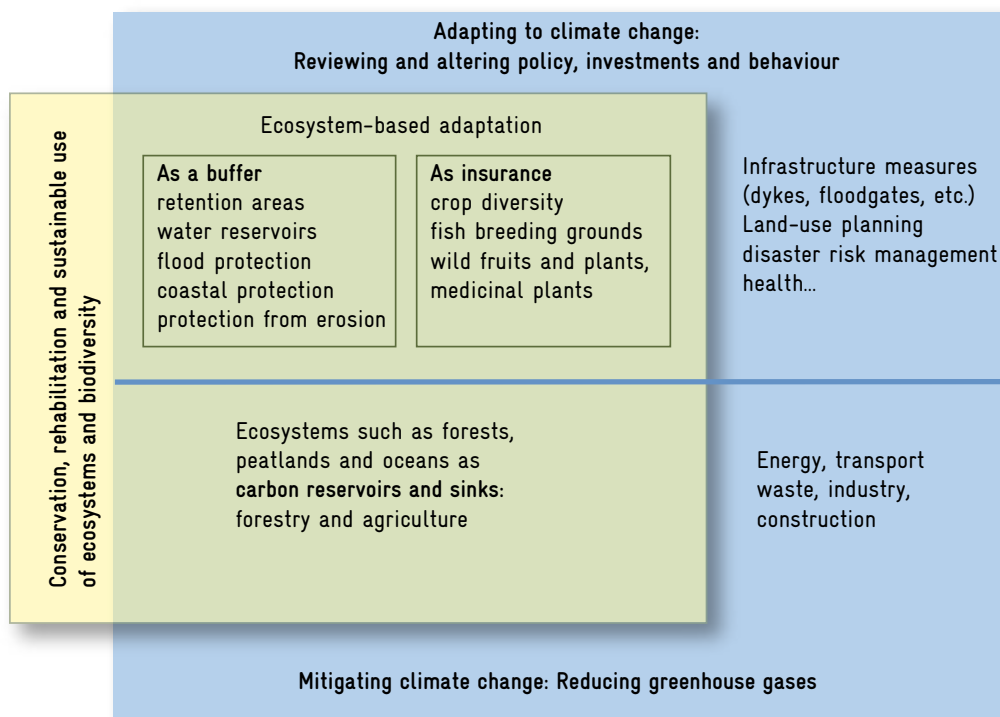 Adapting to climate change:
Reviewing and altering policy, investments and behaviour
Conservation, rehabilitation and sustainable use
of ecosystems and biodiversity
Ecosystem-based adaptation
As a buffer
retention areas
water reservoirs
flood protection
coastal protection
protection from erosion
As insurance
crop diversity
fish breeding grounds
wild fruits and plants,
medicinal plants
Infrastructure measures
(dykes, floodgates, etc.)
Land-use planning
disaster risk management
health...
Ecosystems such as forests,
peatlands and oceans as
carbon reservoirs and sinks:
forestry and agriculture
Energy, transport
waste, industry,
construction
Mitigating climate change: Reducing greenhouse gases